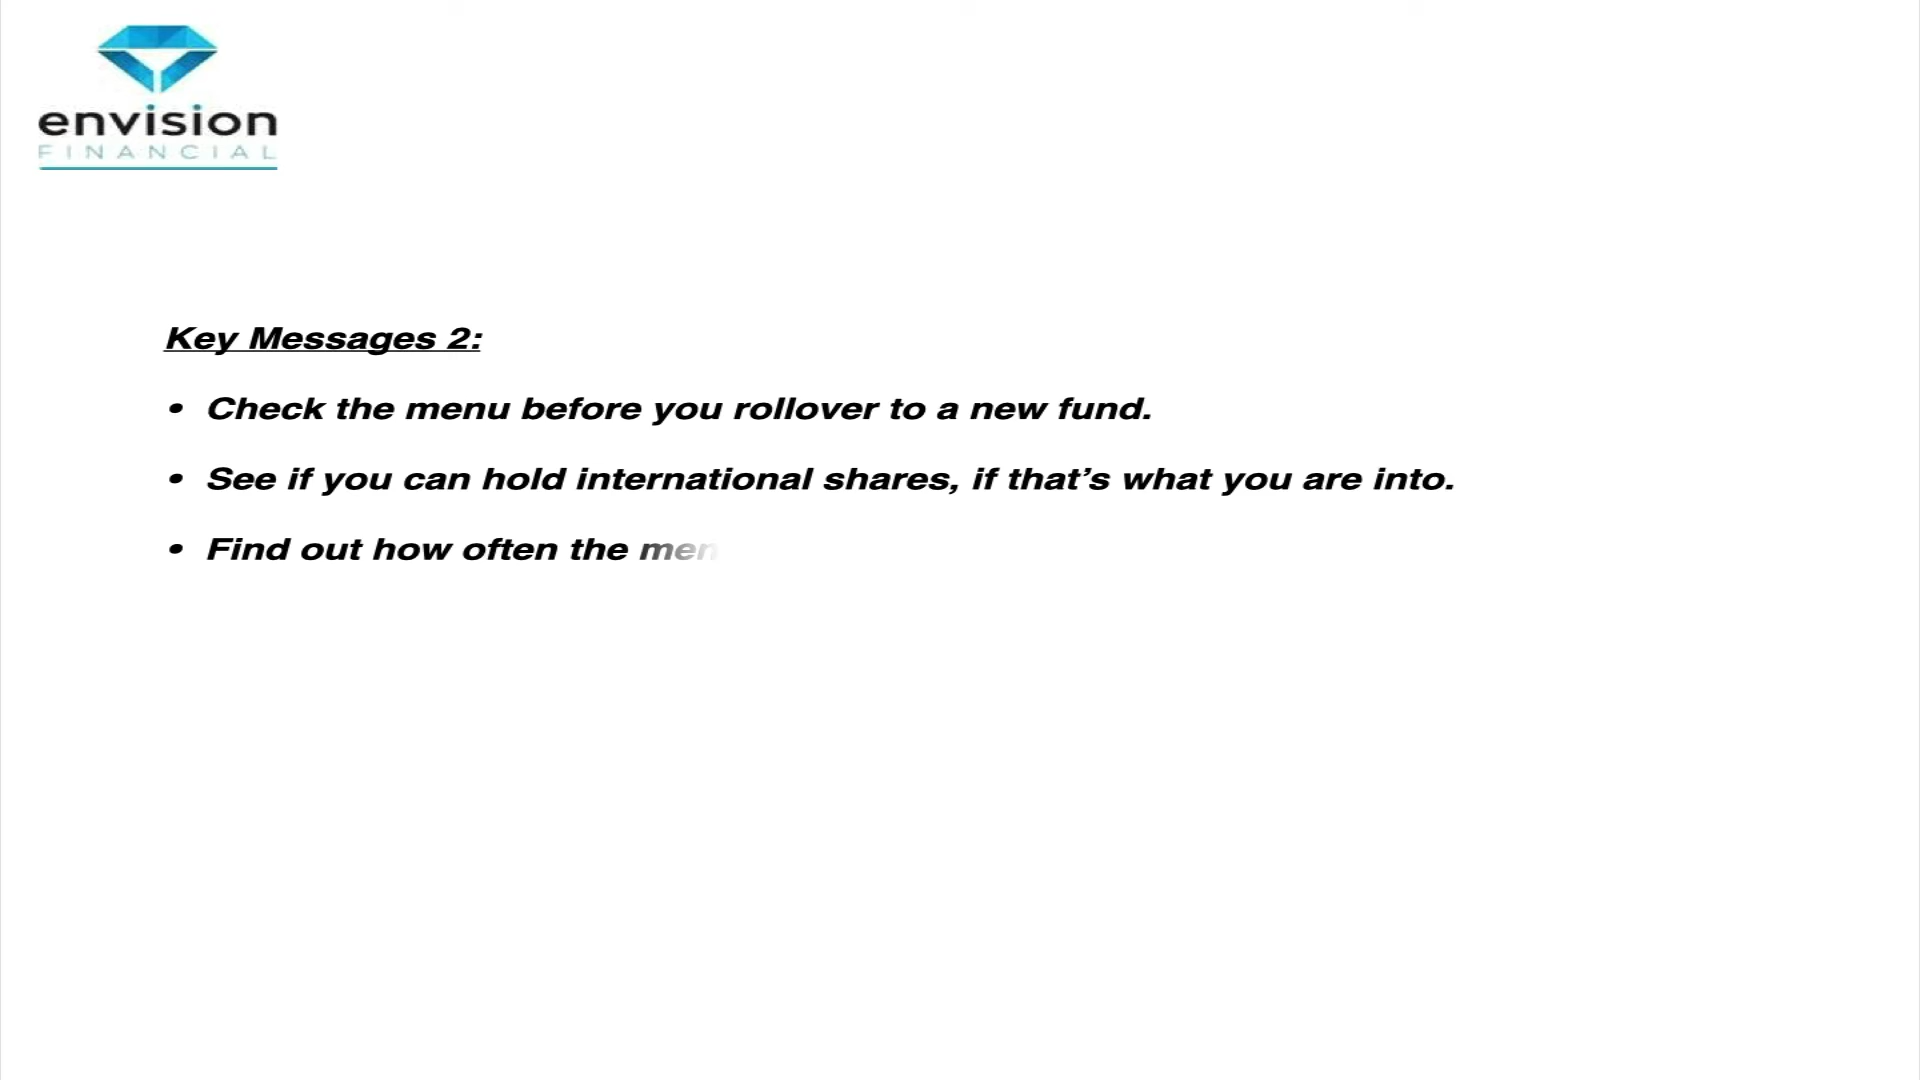 envision
FINANCIAL
Key Messages 2:
• Check the menu before you rollover to a new fund.
• See if you can hold international shares, if that’s what you are into.
• Find out how often the